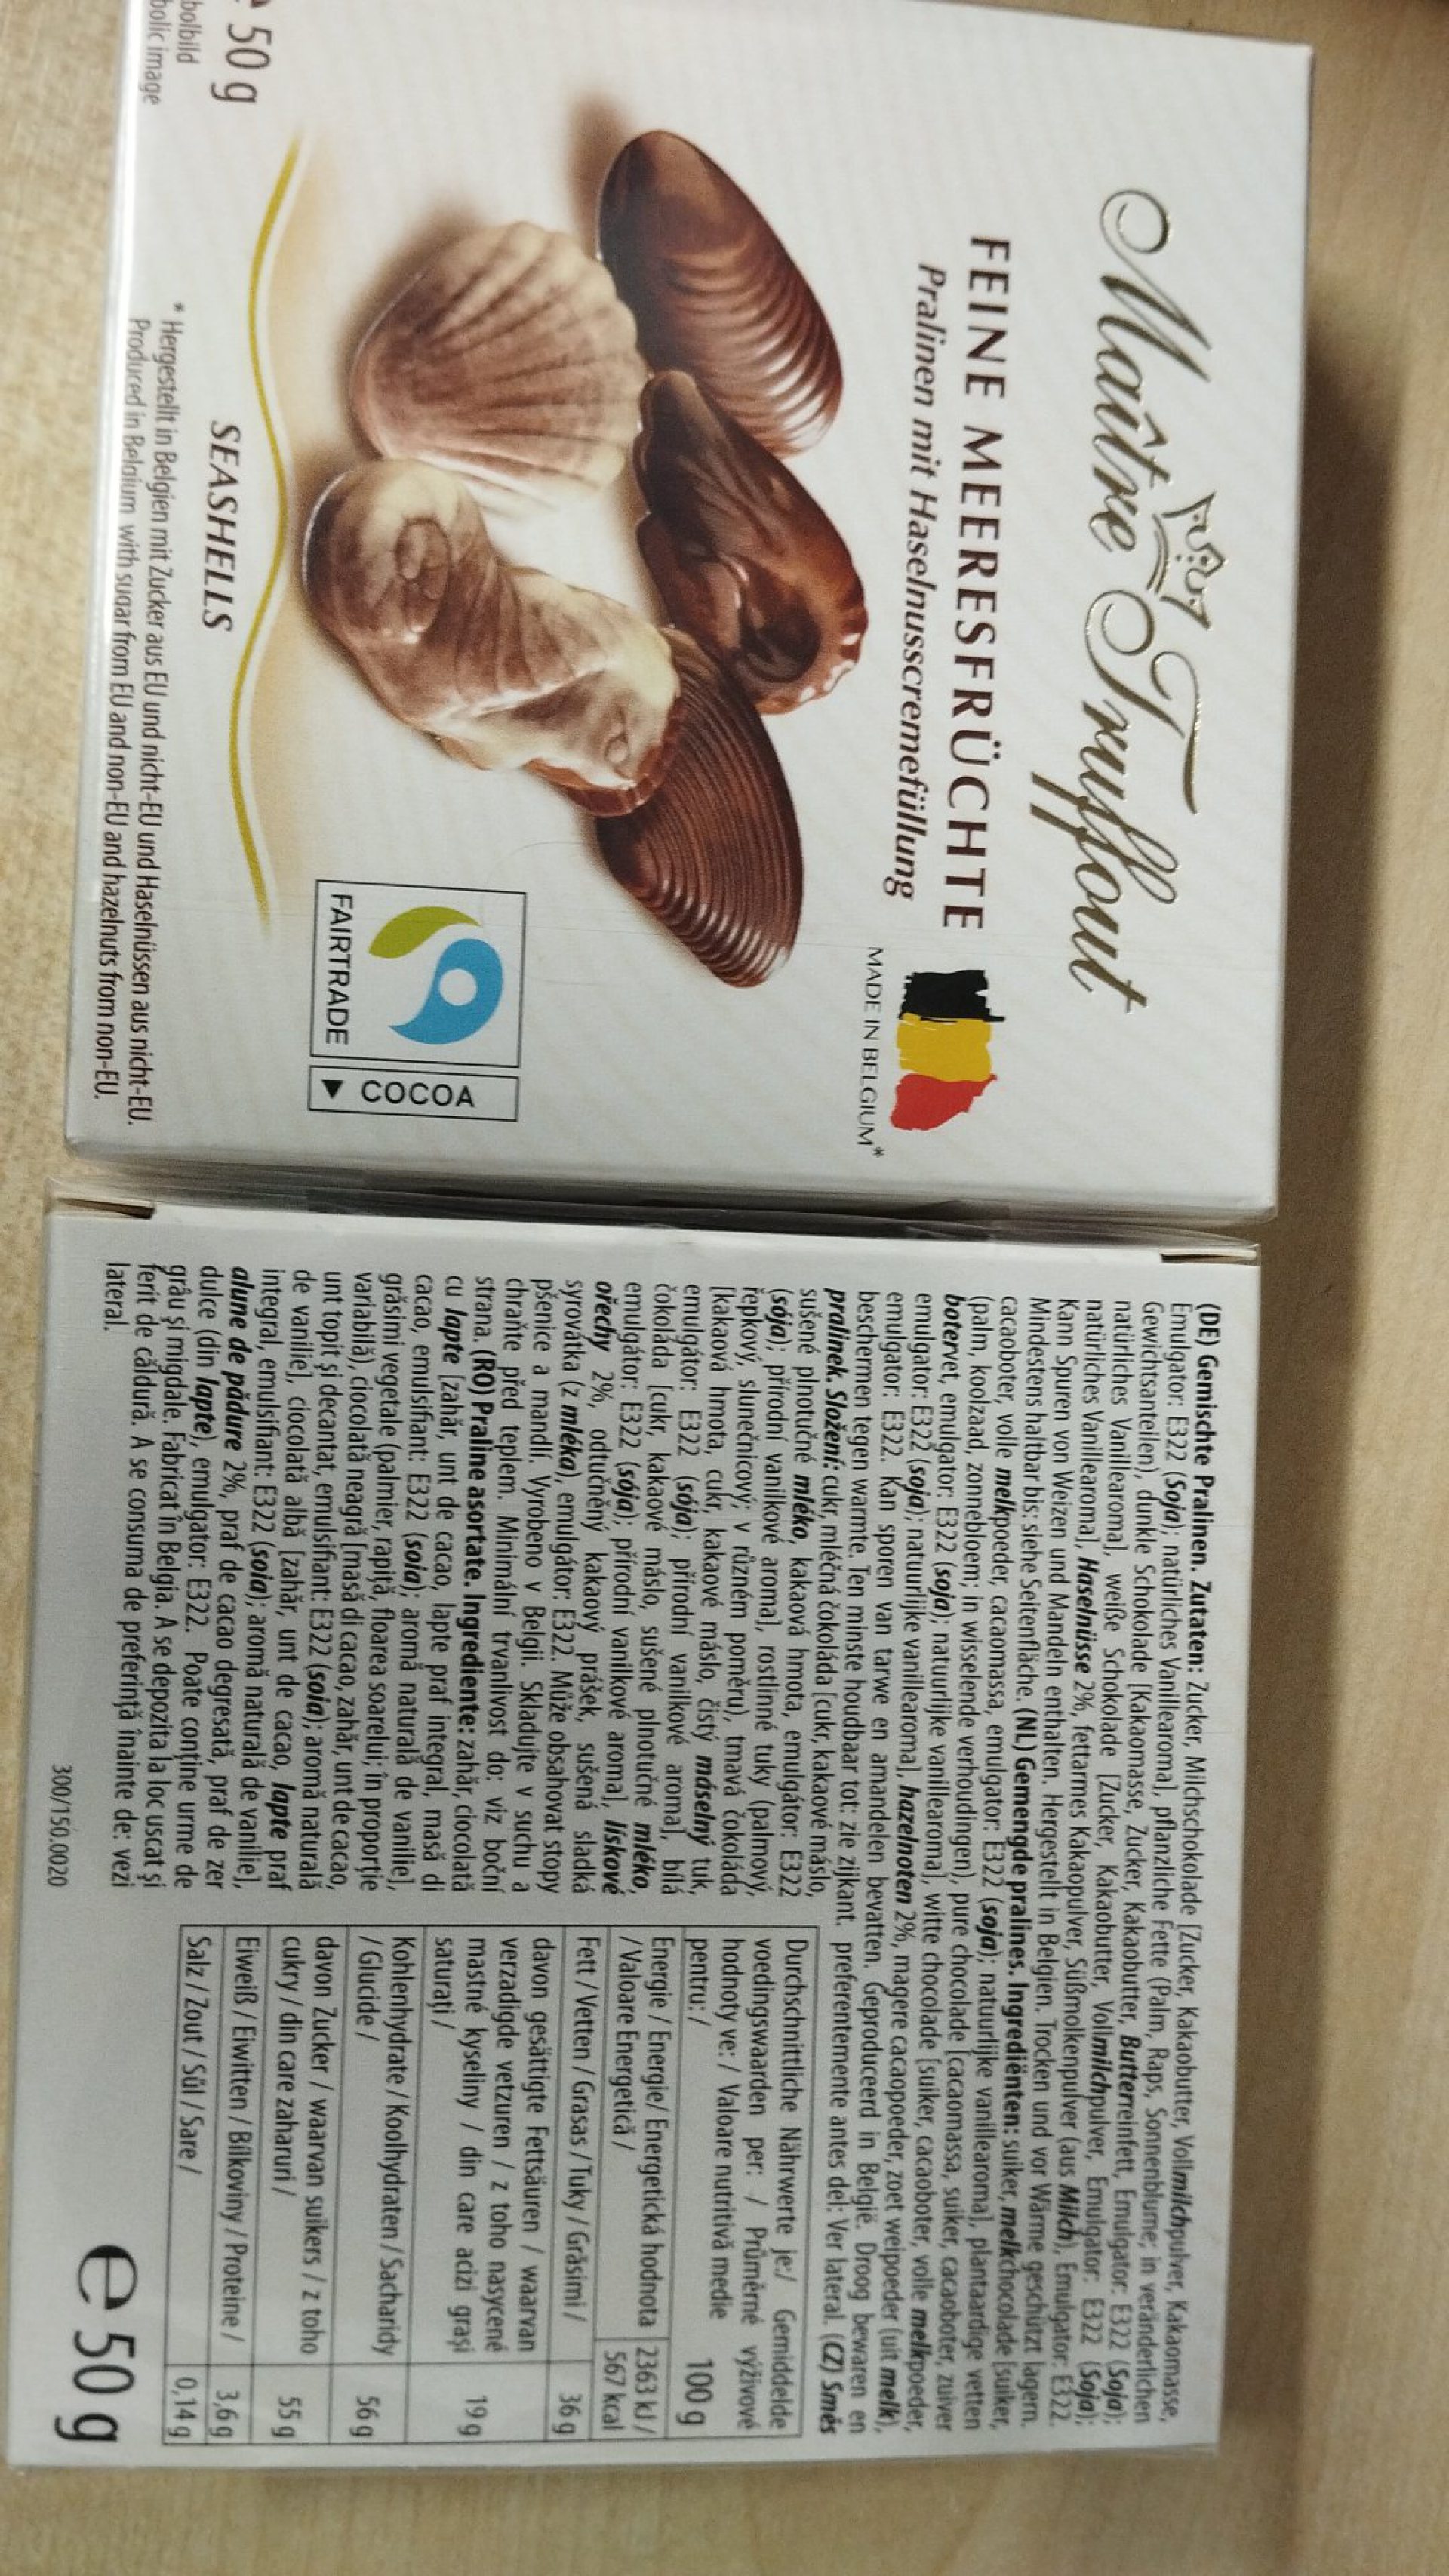 Maître Truffout
FEINE MEERESFRÜCHTE
Pralinen mit Haselnusscremefüllung
MADE IN BELGIUM*
FAIRTRADE
COCOA
SEASHELLS
50 g
bolbild
bolic image
* Hergestellt in Belgien mit Zucker aus EU und nicht-EU und Haselnüssen aus nicht-EU.
Produced in Belgium with sugar from EU and non-EU and hazelnuts from non-EU.
(DE) Gemischte Pralinen. Zutaten: Zucker, Milchschokolade [Zucker, Kakaobutter, Vollmilchpulver, Kakaomasse,
Emulgator: E322 (Soja); natürliches Vanillearoma], pflanzliche Fette (Palm, Raps, Sonnenblume; in veränderlichen
Gewichtsanteilen), dunkle Schokolade [Kakaomasse, Zucker, Kakaobutter, Butterreinfett, Emulgator: E322 (Soja);
natürliches Vanillearoma], weiße Schokolade [Zucker, Kakaobutter, Vollmilchpulver, Emulgator: E322 (Soja);
natürliches Vanillearoma], Haselnüsse 2%, fettarmes Kakaopulver, Süßmolkenpulver (aus Milch), Emulgator: E322.
Kann Spuren von Weizen und Mandeln enthalten. Hergestellt in Belgien. Trocken und vor Wärme geschützt lagern.
Mindestens haltbar bis: siehe Seitenfläche. (NL) Gemengde pralines. Ingrediënten: suiker, melkchocolade [suiker,
cacaoboter, volle melkpoeder, cacaomassa, emulgator: E322 (soja); natuurlijke vanillearoma], plantaardige vetten
(palm, koolzaad, zonnebloem; in wisselende verhoudingen), pure chocolade [cacaomassa, suiker, cacaoboter, zuiver
botervet, emulgator: E322 (soja); natuurlijke vanillearoma], witte chocolade [suiker, cacaoboter, volle melkpoeder,
emulgator: E322 (soja); natuurlijke vanillearoma], hazelnoten 2%, magere cacaopoeder, zoet weipoeder (uit melk),
emulgator: E322. Kan sporen van tarwe en amandelen bevatten. Geproduceerd in België. Droog bewaren en
beschermen tegen warmte. Ten minste houdbaar tot: zie zijkant. preferentemente antes del: Ver lateral. (CZ) Směs
pralinek. Složení: cukr, mléčná čokoláda [cukr, kakaové máslo,
sušené plnotučné mléko, kakaová hmota, emulgátor: E322
(sója); přírodní vanilkové aroma], rostlinné tuky (palmový,
řepkový, slunečnicový; v různém poměru), tmavá čokoláda
[kakaová hmota, cukr, kakaové máslo, čistý máselný tuk,
emulgátor: E322 (sója); přírodní vanilkové aroma], bílá
čokoláda [cukr, kakaové máslo, sušené plnotučné mléko,
emulgátor: E322 (sója); přírodní vanilkové aroma], lískové
ořechy 2%, odtučněný kakaový prášek, sušená sladká
syrovátka (z mléka), emulgátor: E322. Může obsahovat stopy
pšenice a mandlí. Vyrobeno v Belgii. Skladujte v suchu a
chraňte před teplem. Minimální trvanlivost do: viz boční
strana. (RO) Praline asortate. Ingrediente: zahăr, ciocolată
cu lapte [zahăr, unt de cacao, lapte praf integral, masă di
cacao, emulsifiant: E322 (soia); aromă naturală de vanilie],
grăsimi vegetale (palmier, rapiţă, floarea soarelui; în proporţie
variabilă), ciocolată neagră [masă di cacao, zahăr, unt de cacao,
unt topit şi decantat, emulsifiant: E322 (soia); aromă naturală
de vanilie], ciocolată albă [zahăr, unt de cacao, lapte praf
integral, emulsifiant: E322 (soia); aromă naturală de vanilie],
alune de pădure 2%, praf de cacao degresată, praf de zer
dulce (din lapte), emulgator: E322. Poate conţine urme de
grâu şi migdale. Fabricat în Belgia. A se depozita la loc uscat şi
ferit de căldură. A se consuma de preferinţă înainte de: vezi
lateral.
300/150.0020
Durchschnittliche Nährwerte je:/ Gemiddelde
voedingswaarden per: / Průměrné výživové
hodnoty ve: / Valoare nutritivă medie
pentru: / 100 g
Energie / Energie/ Energetická hodnota 2363 kJ /
/ Valoare Energetică / 567 kcal
Fett / Vetten / Grasas / Tuky / Grăsimi / 36 g
davon gesättigte Fettsäuren / waarvan
verzadigde vetzuren / z toho nasycené
mastné kyseliny / din care acizi graşi 19 g
saturaţi /
Kohlenhydrate / Koolhydraten / Sacharidy
/ Glucide / 56 g
davon Zucker / waarvan suikers / z toho
cukry / din care zaharuri / 55 g
Eiweiß / Eiwitten / Bílkoviny / Proteine / 3,6 g
Salz / Zout / Sůl / Sare / 0,14 g
e 50 g